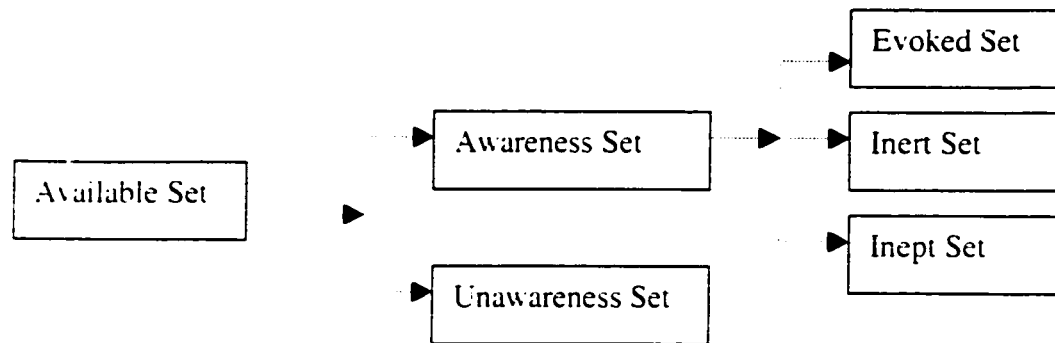 Evoked Set
Awareness Set
Inert Set
Available Set
Inept Set
Unawareness Set